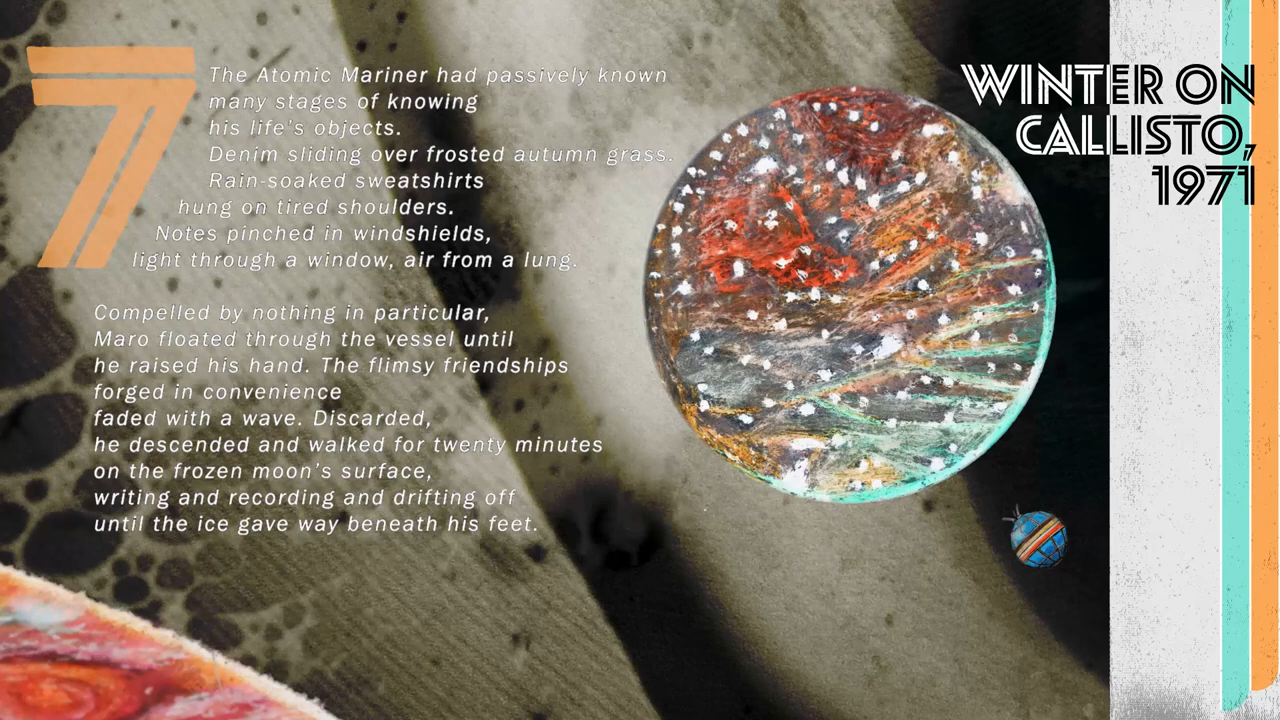 7
The Atomic Mariner had passively known
many stages of knowing
his life's objects.
Denim sliding over frosted autumn grass.
Rain-soaked sweatshirts
hung on tired shoulders.
Notes pinched in windshields,
light through a window, air from a lung.
Compelled by nothing in particular,
Maro floated through the vessel until
he raised his hand. The flimsy friendships
forged in convenience
faded with a wave. Discarded,
he descended and walked for twenty minutes
on the frozen moon's surface,
writing and recording and drifting off
until the ice gave way beneath his feet.
WINTER ON
CALLISTO,
1971